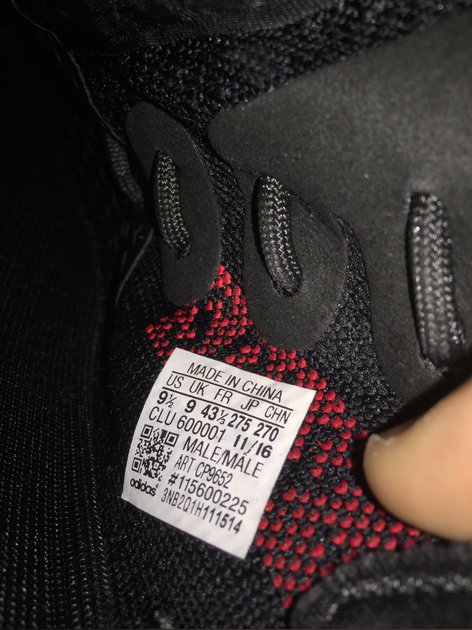 MADE IN CHINA
US UK FR JP CHN
9½ 9 43⅓ 275 270
CLU 600001 11/16
MALE/MÂLE
ART CP9652
#115600225
adidas
3NB2Q1H111514